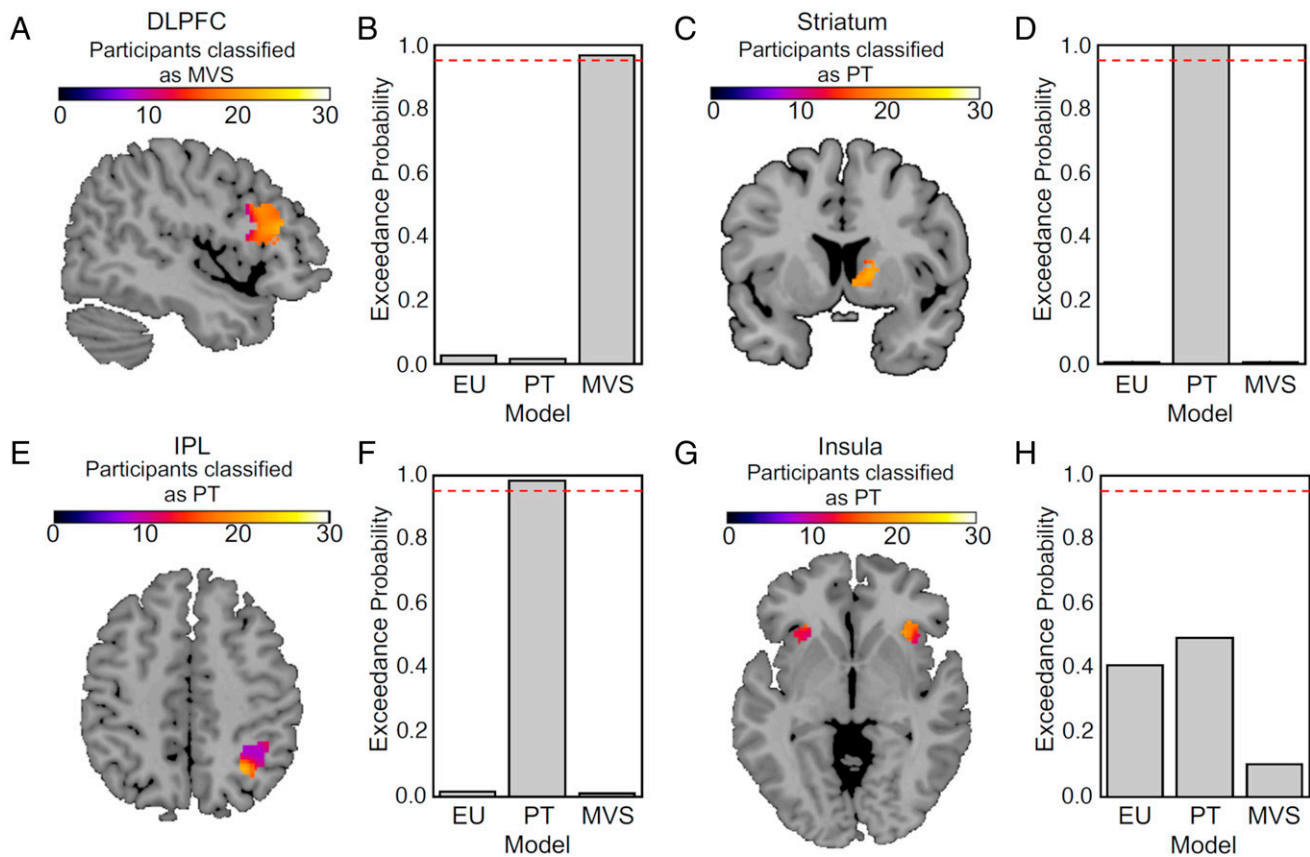 A
DLPFC
Participants classified
as MVS
0 10 20 30
B
Exceedance Probability
1.0
0.8
0.6
0.4
0.2
0.0
EU PT MVS
Model
C
Striatum
Participants classified
as PT
0 10 20 30
D
Exceedance Probability
1.0
0.8
0.6
0.4
0.2
0.0
EU PT MVS
Model
E
IPL
Participants classified
as PT
0 10 20 30
F
Exceedance Probability
1.0
0.8
0.6
0.4
0.2
0.0
EU PT MVS
Model
G
Insula
Participants classified
as PT
0 10 20 30
H
Exceedance Probability
1.0
0.8
0.6
0.4
0.2
0.0
EU PT MVS
Model